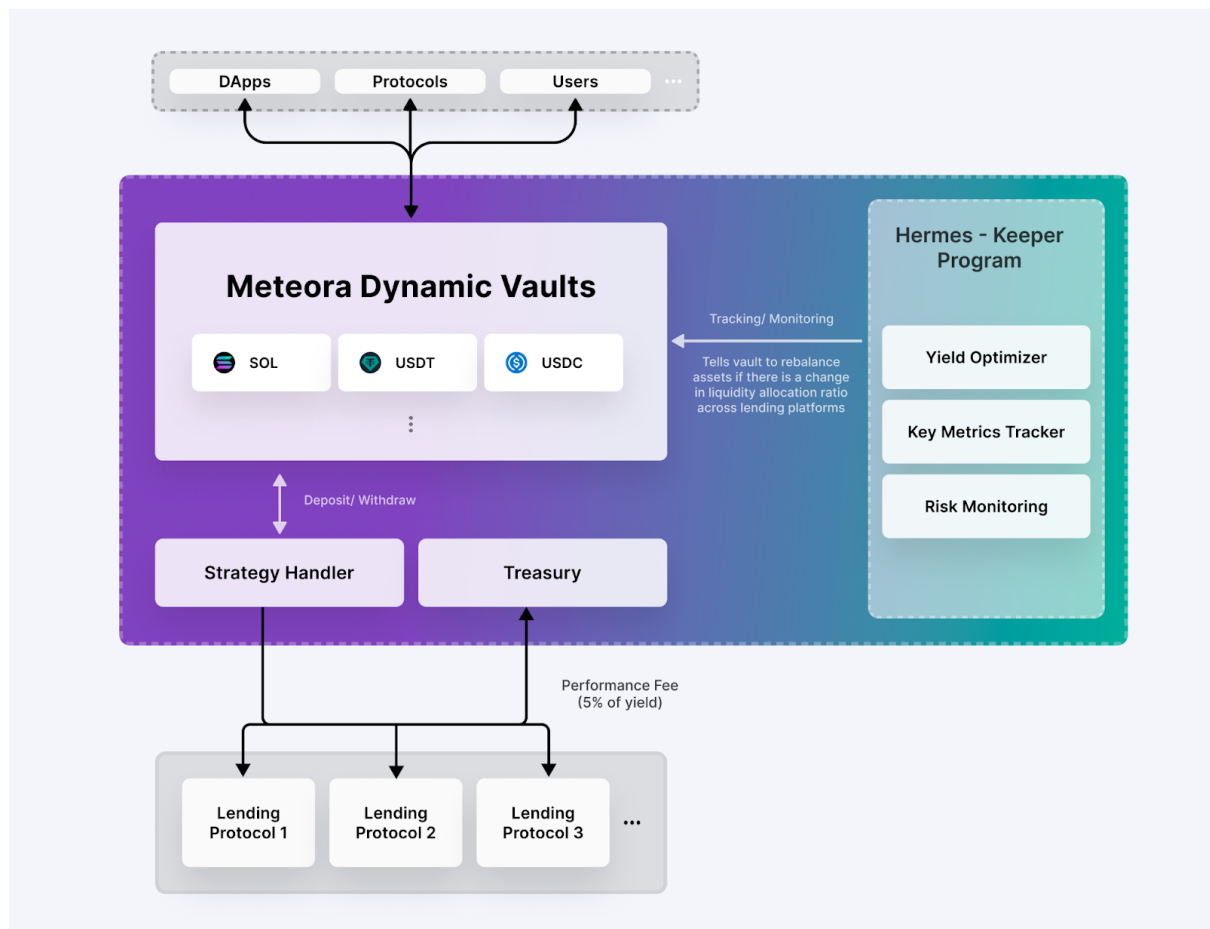 DApps
Protocols
Users
...
Meteora Dynamic Vaults
SOL
USDT
USDC
Hermes - Keeper
Program
Yield Optimizer
Key Metrics Tracker
Risk Monitoring
Tracking/ Monitoring
Tells vault to rebalance
assets if there is a change
in liquidity allocation ratio
across lending platforms
Deposit/ Withdraw
Strategy Handler
Treasury
Performance Fee
(5% of yield)
Lending
Protocol 1
Lending
Protocol 2
Lending
Protocol 3
...